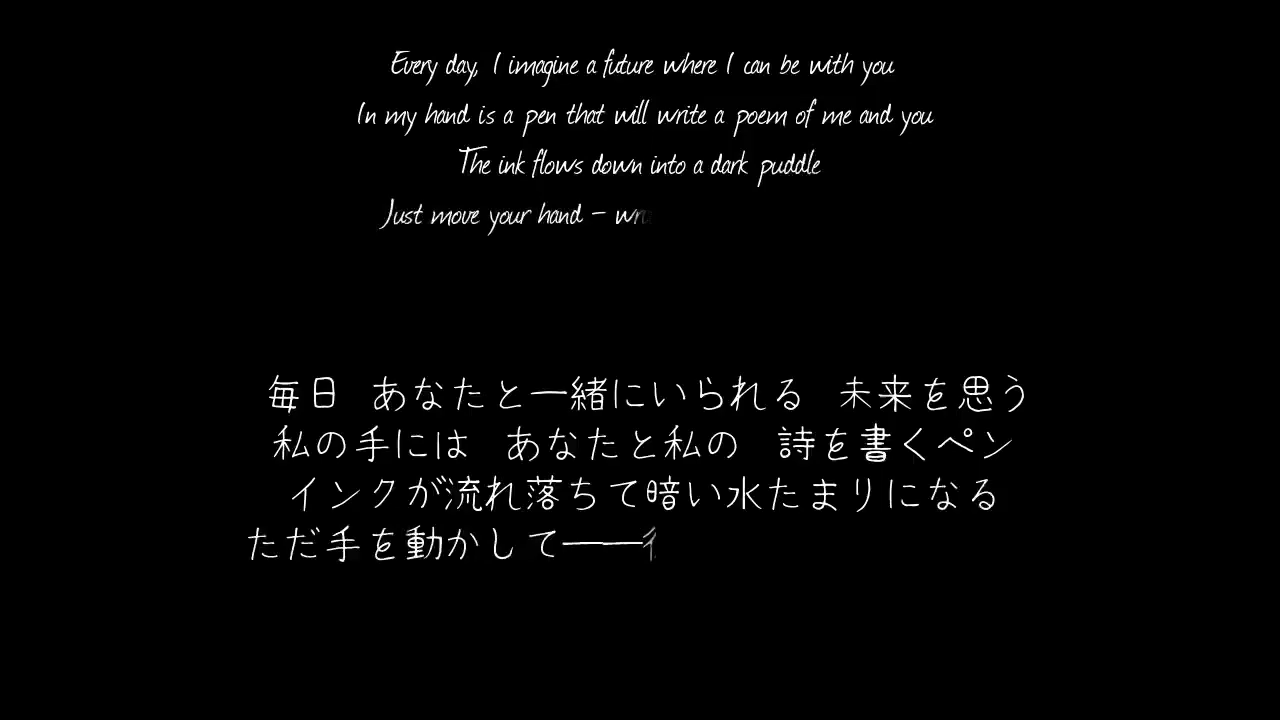 Every day, I imagine a future where I can be with you
In my hand is a pen that will write a poem of me and you
The ink flows down into a dark puddle
Just move your hand –
毎日 あなたと一緒にいられる 未来を思う
私の手には あなたと私の 詩を書くペン
インクが流れ落ちて暗い水たまりになる
ただ手を動かして――